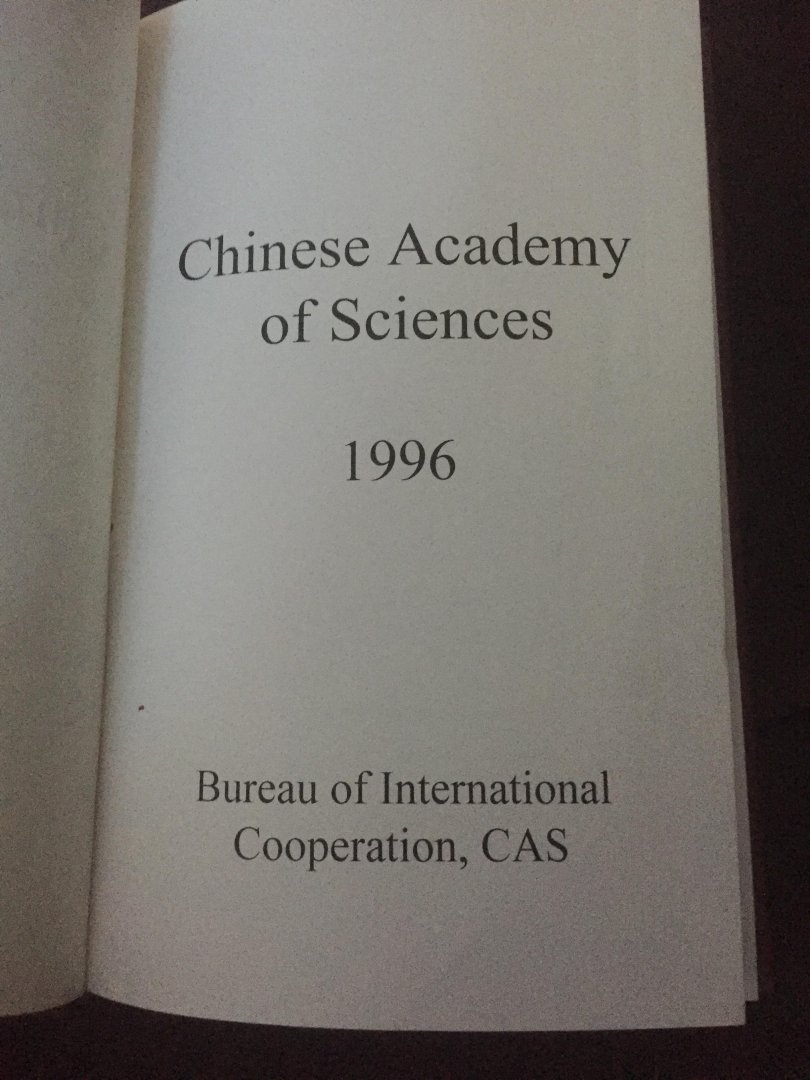 Chinese Academy
of Sciences
1996
Bureau of International
Cooperation, CAS